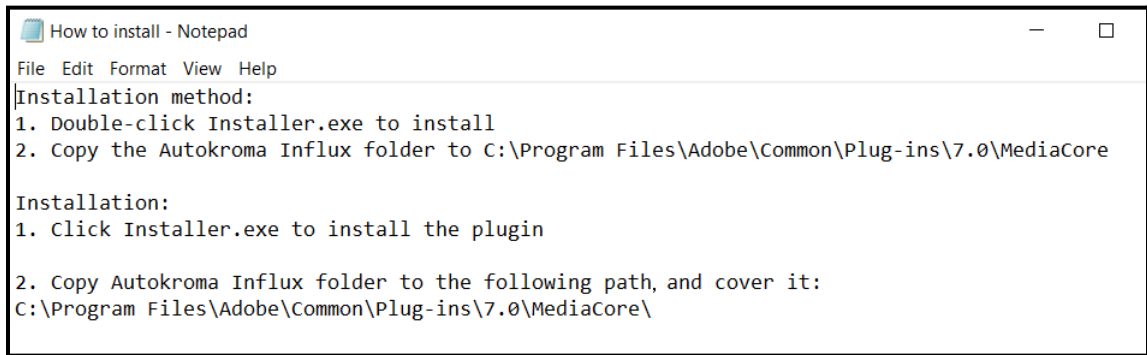 How to install - Notepad
File Edit Format View Help
Installation method:
1. Double-click Installer.exe to install
2. Copy the Autokroma Influx folder to C:\Program Files\Adobe\Common\Plug-ins\7.0\MediaCore
Installation:
1. Click Installer.exe to install the plugin
2. Copy Autokroma Influx folder to the following path, and cover it:
C:\Program Files\Adobe\Common\Plug-ins\7.0\MediaCore\